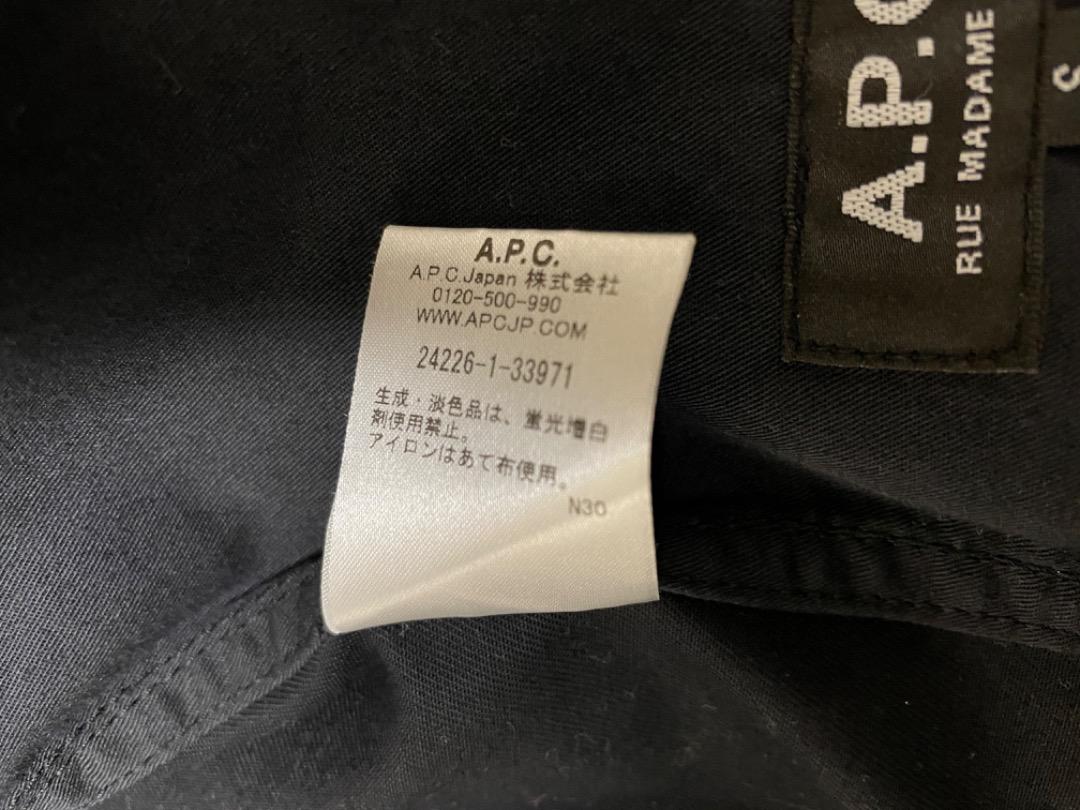 A.P.C.
A.P.C.Japan 株式会社
0120-500-990
WWW.APCJP.COM
24226-1-33971
生成・淡色品は、蛍光増白
剤使用禁止。
アイロンはあて布使用。
N30
A.P.C
RUE MADAME
S